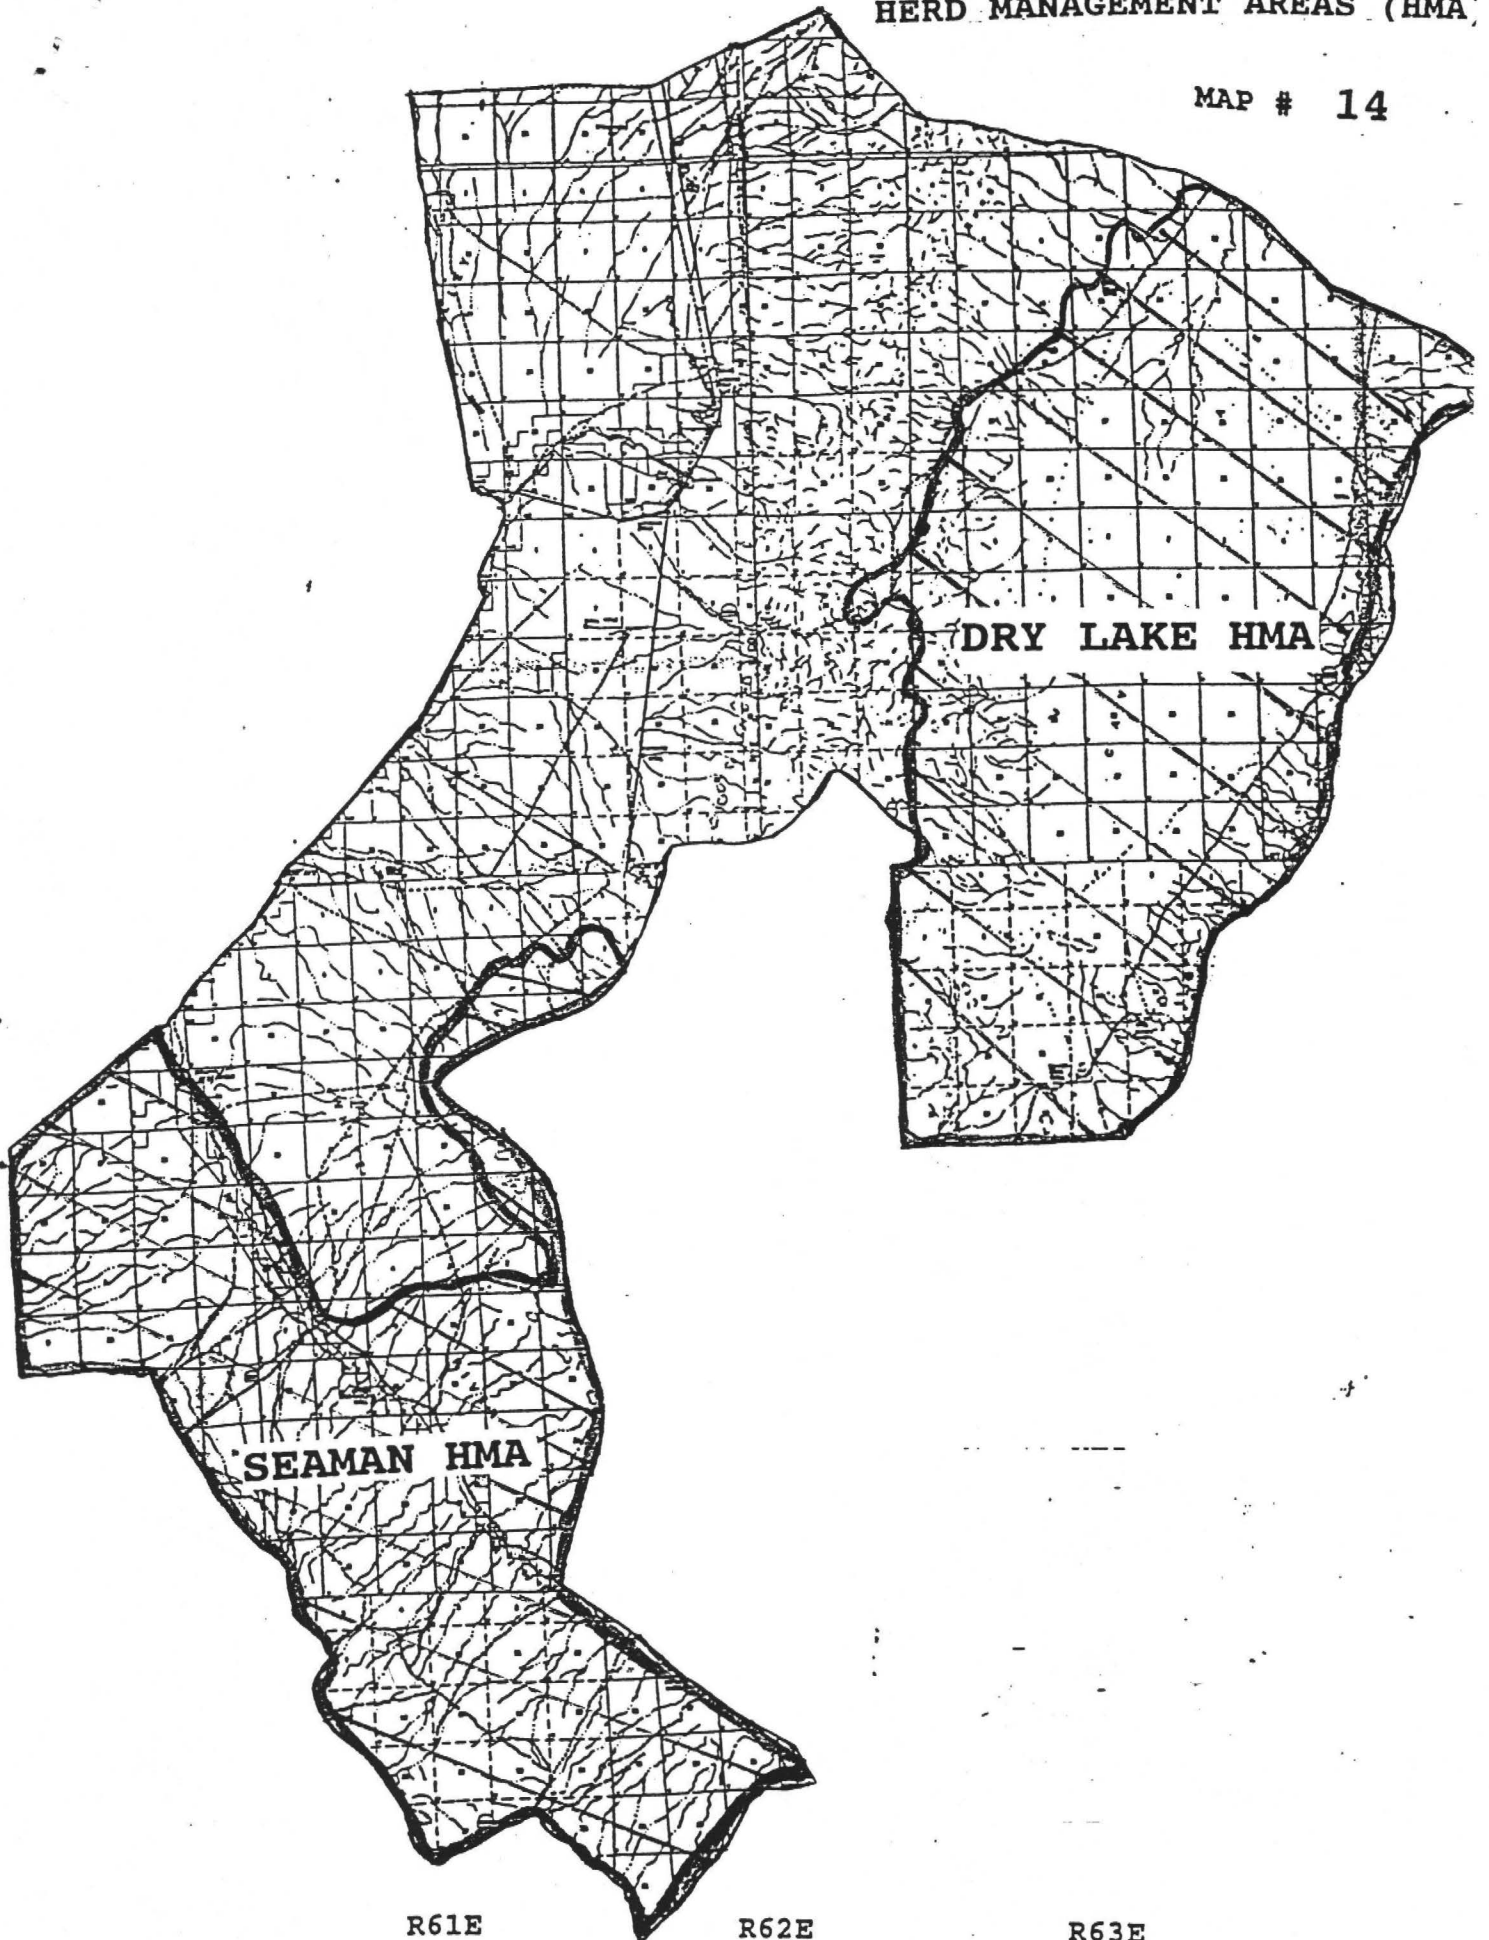 HERD MANAGEMENT AREAS (HMA)
MAP # 14
DRY LAKE HMA
SEAMAN HMA
R61E R62E R63E